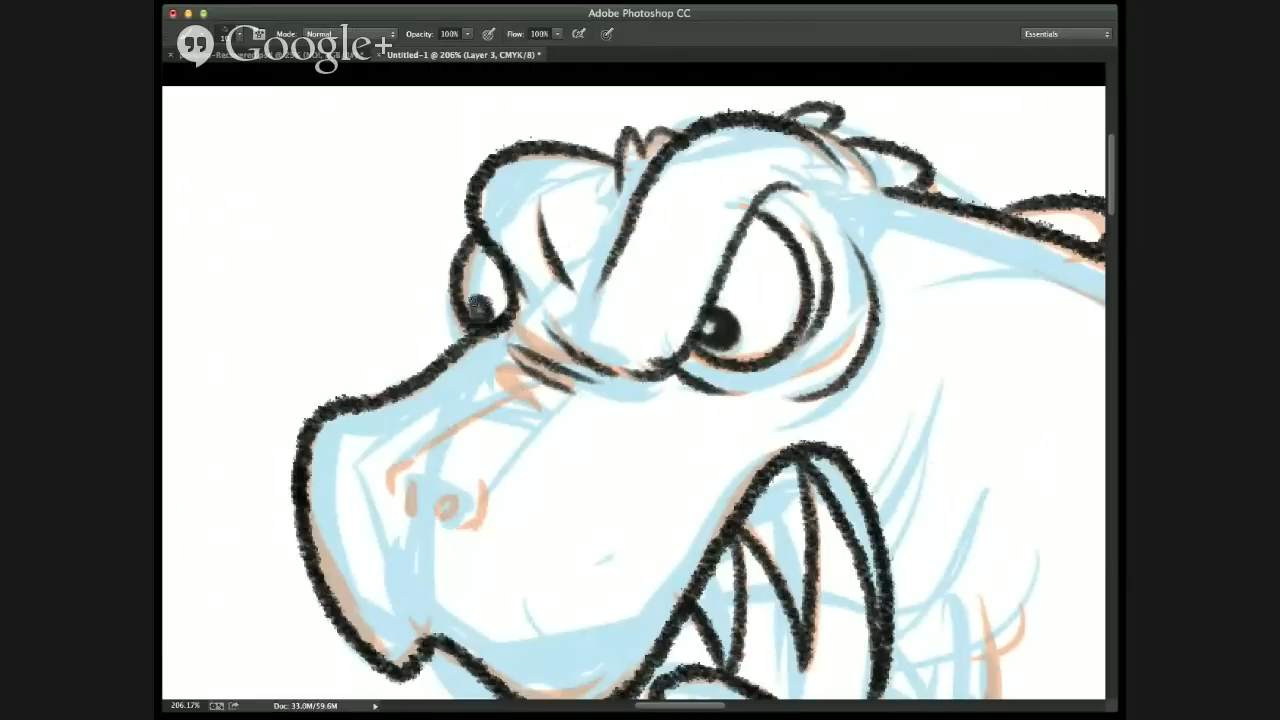 Adobe Photoshop CC
Google+
Mode: Normal Opacity: 100% Flow: 100% Essentials
Untitled-1 @ 206% (Layer 3, CMYK/8) *
206.17% Doc: 33.0M/59.6M